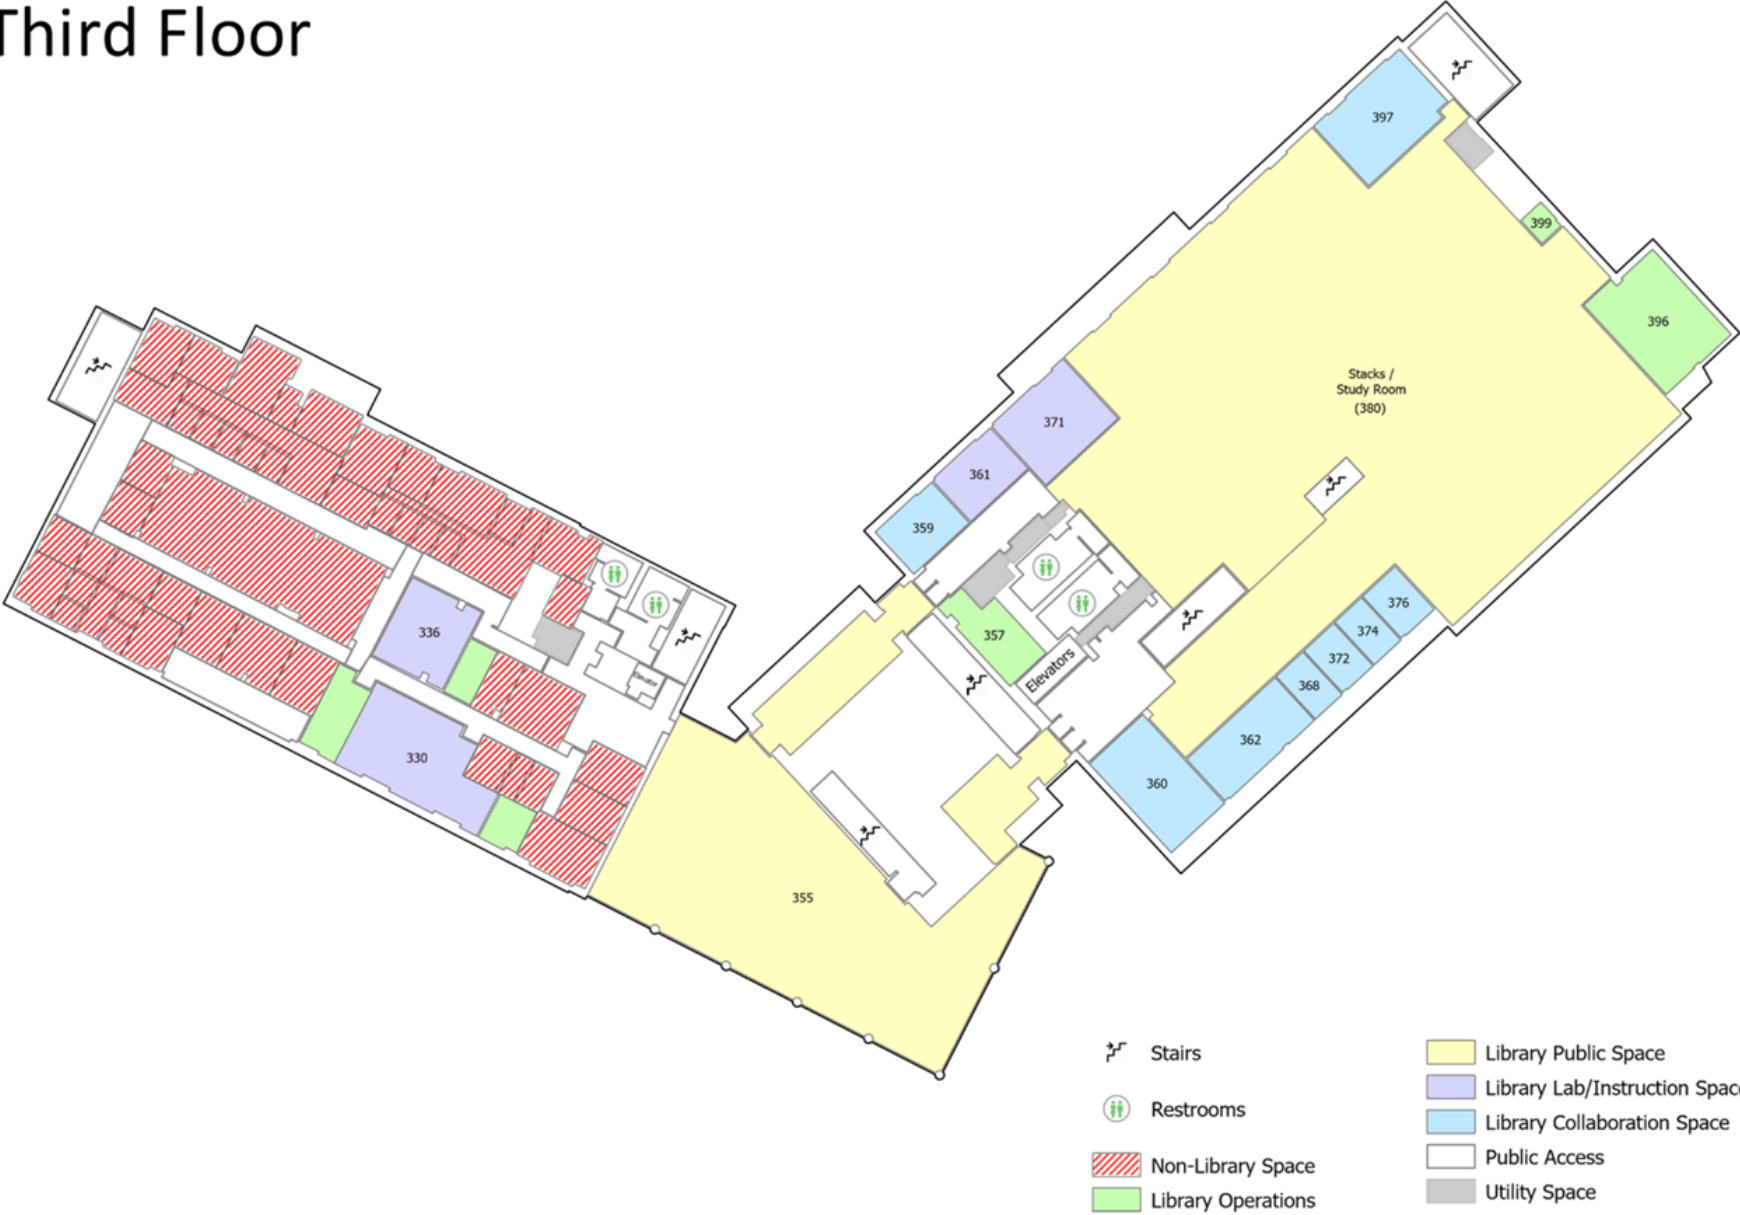 Third Floor
397
399
396
Stacks /
Study Room
(380)
371
361
359
357
Elevators
376
374
372
368
362
360
336
Elevator
330
355
Stairs
Restrooms
Non-Library Space
Library Operations
Library Public Space
Library Lab/Instruction Space
Library Collaboration Space
Public Access
Utility Space